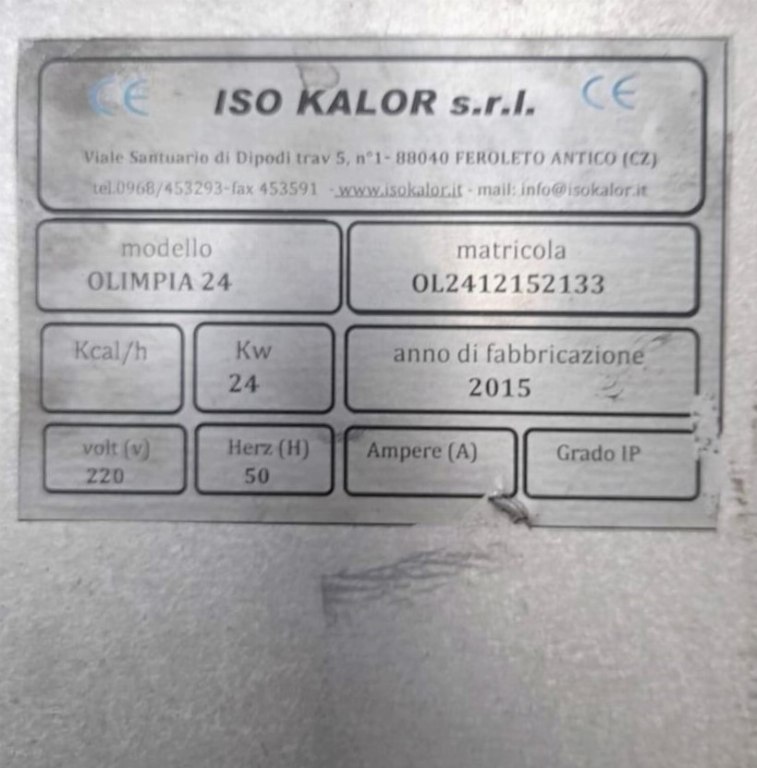 CE ISO KALOR s.r.l. CE
Viale Santuario di Dipodi trav 5, n°1- 88040 FEROLETO ANTICO (CZ)
tel.0968/453293-fax 453591 - www.isokalor.it - mail: info@isokalor.it
modello
OLIMPIA 24
matricola
OL2412152133
Kcal/h
Kw
24
anno di fabbricazione
2015
volt (v)
220
Herz (H)
50
Ampere (A)
Grado IP